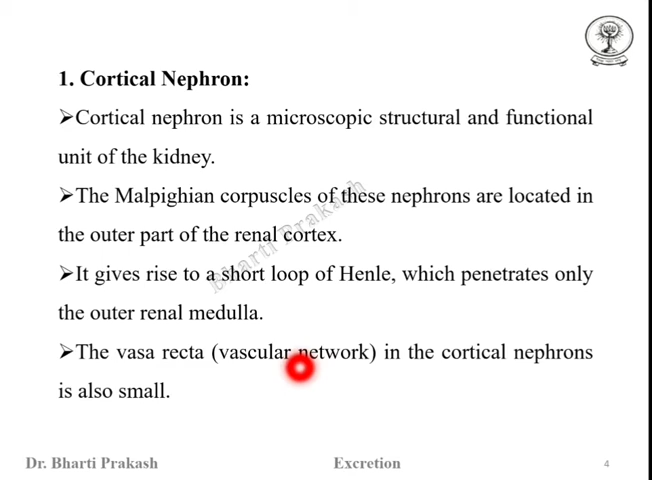 1. Cortical Nephron:
➢Cortical nephron is a microscopic structural and functional
unit of the kidney.
➢The Malpighian corpuscles of these nephrons are located in
the outer part of the renal cortex.
➢It gives rise to a short loop of Henle, which penetrates only
the outer renal medulla.
➢The vasa recta (vascular network) in the cortical nephrons
is also small.
Bharti Prakash
Dr. Bharti Prakash Excretion 4